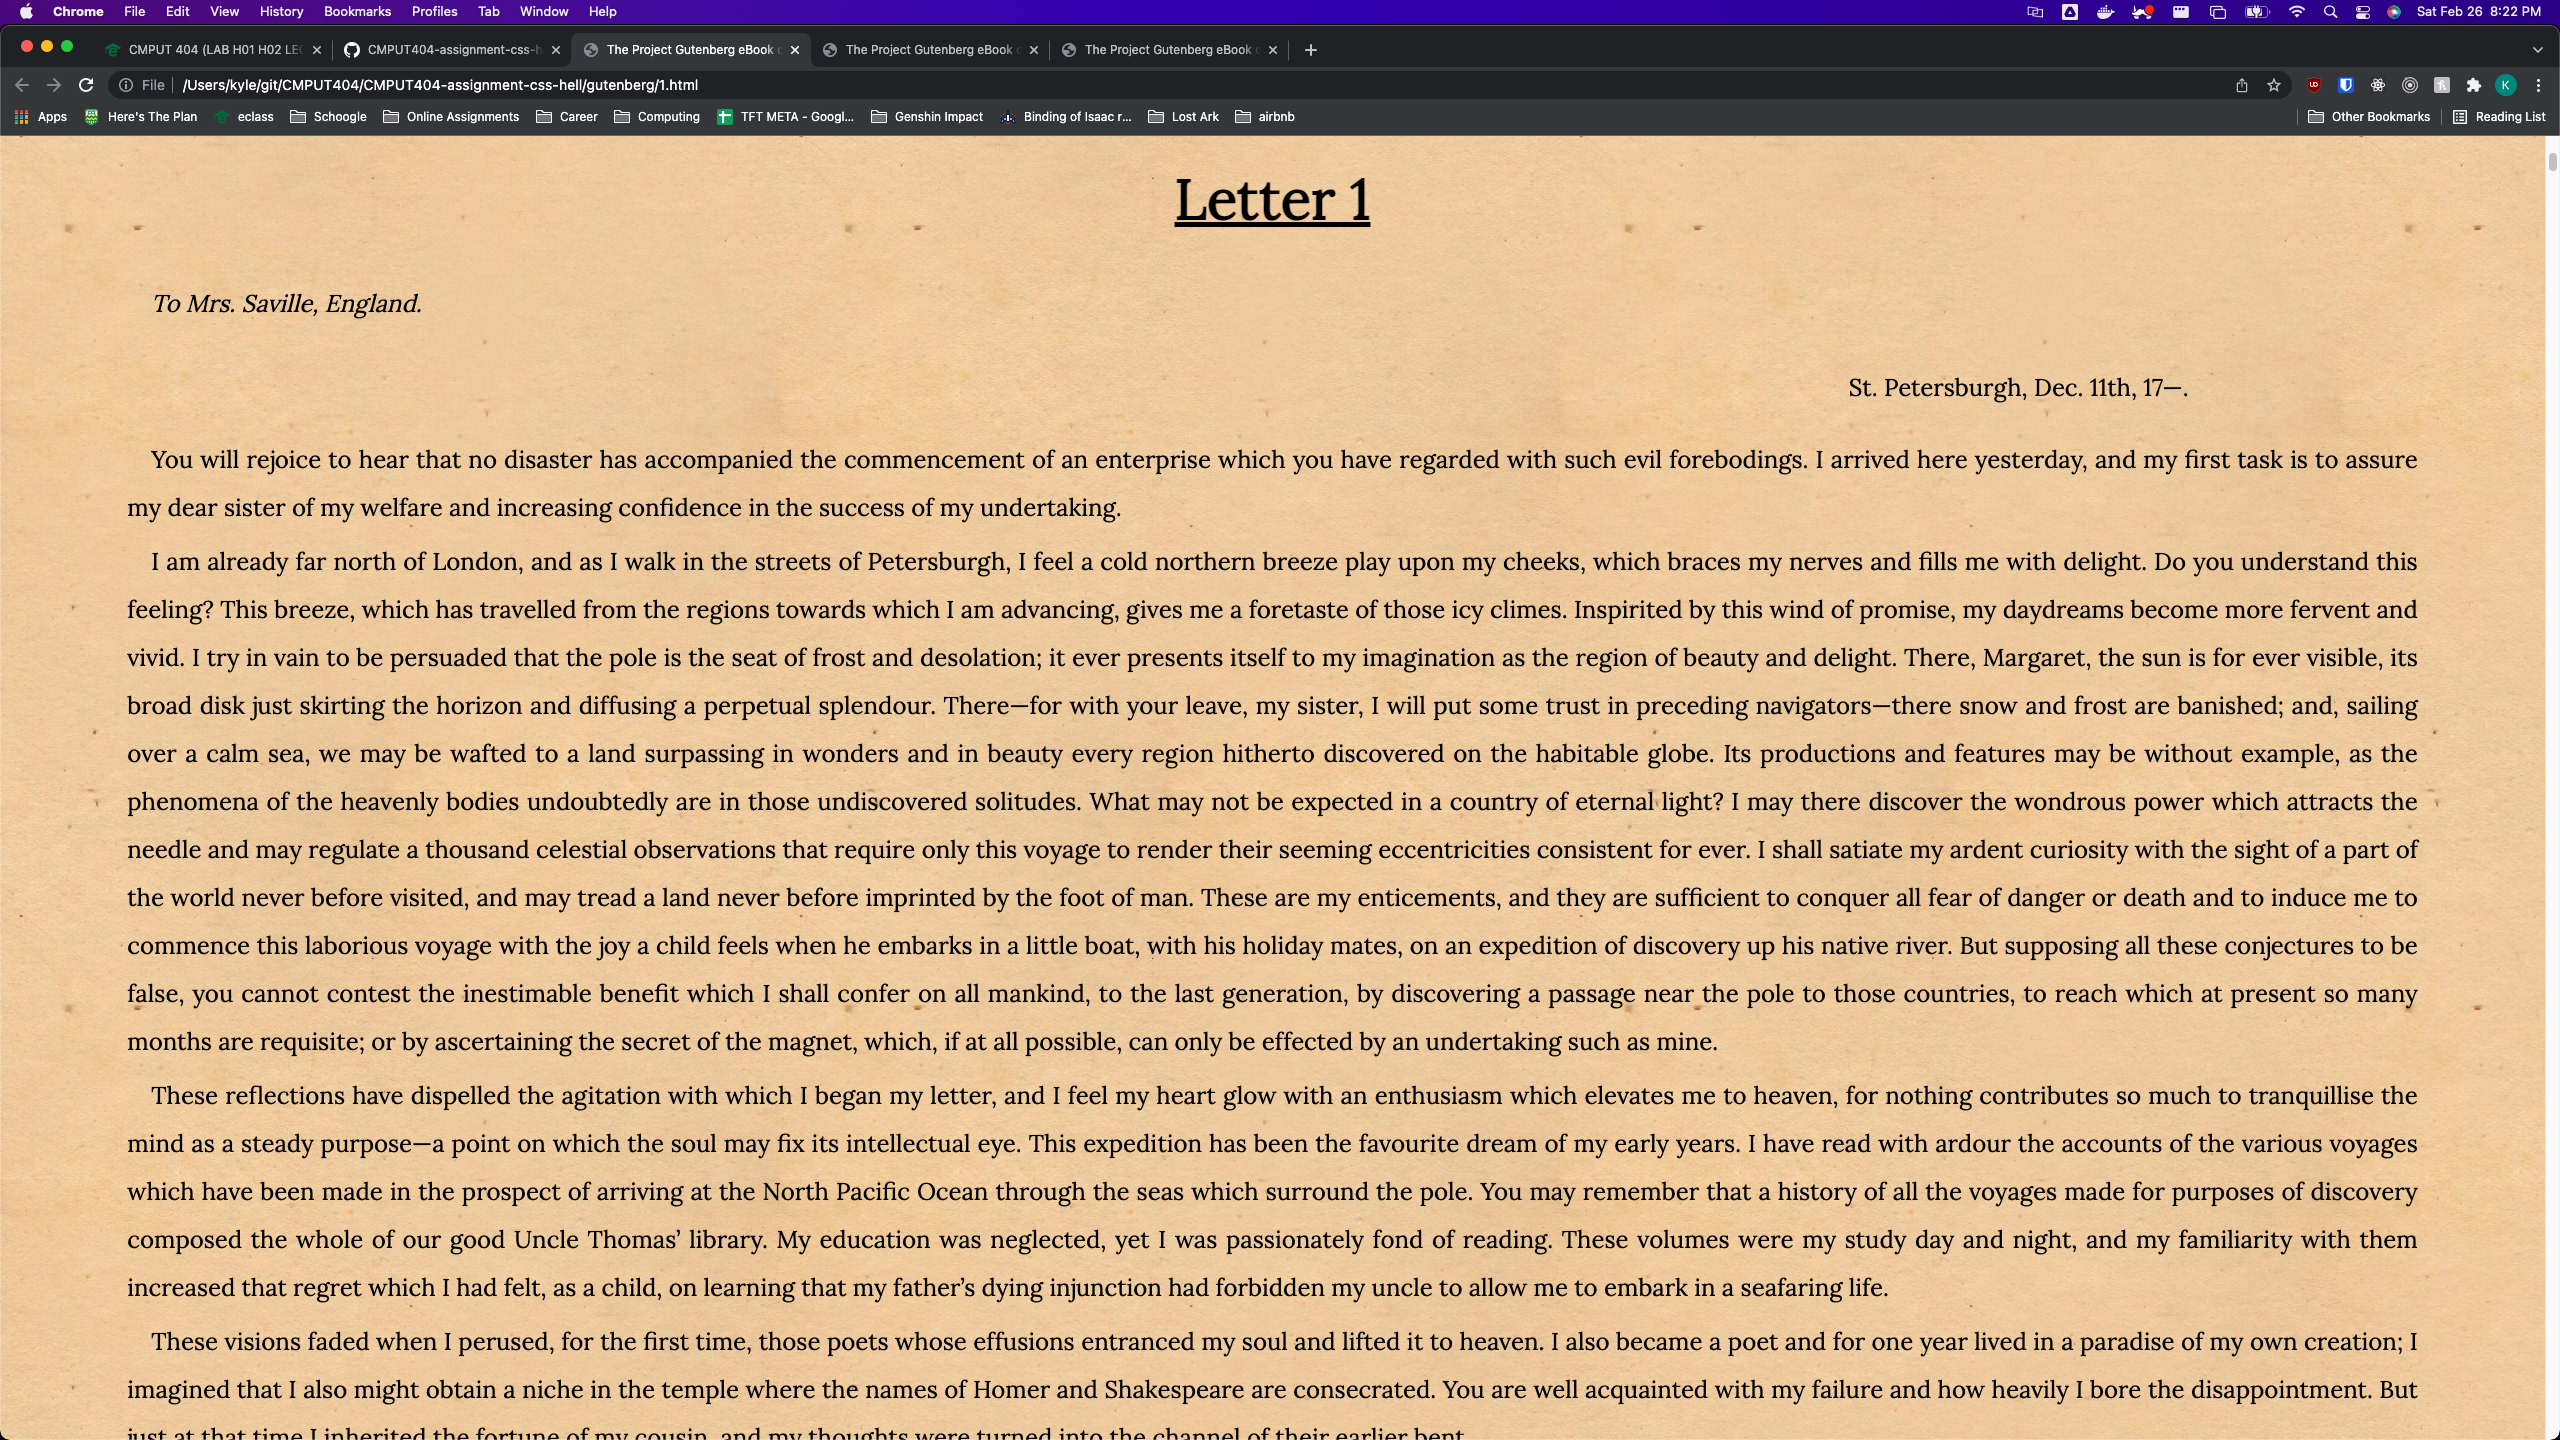 Chrome File Edit View History Bookmarks Profiles Tab Window Help Sat Feb 26 8:22 PM
CMPUT 404 (LAB H01 H02 LEC CMPUT404-assignment-css-h The Project Gutenberg eBook The Project Gutenberg eBook The Project Gutenberg eBook
File /Users/kyle/git/CMPUT404/CMPUT404-assignment-css-hell/gutenberg/1.html K
Apps Here's The Plan eclass Schoogle Online Assignments Career Computing TFT META - Googl... Genshin Impact Binding of Isaac r... Lost Ark airbnb Other Bookmarks Reading List
Letter 1
To Mrs. Saville, England.
St. Petersburgh, Dec. 11th, 17—.
You will rejoice to hear that no disaster has accompanied the commencement of an enterprise which you have regarded with such evil forebodings. I arrived here yesterday, and my first task is to assure
my dear sister of my welfare and increasing confidence in the success of my undertaking.
I am already far north of London, and as I walk in the streets of Petersburgh, I feel a cold northern breeze play upon my cheeks, which braces my nerves and fills me with delight. Do you understand this
feeling? This breeze, which has travelled from the regions towards which I am advancing, gives me a foretaste of those icy climes. Inspirited by this wind of promise, my daydreams become more fervent and
vivid. I try in vain to be persuaded that the pole is the seat of frost and desolation; it ever presents itself to my imagination as the region of beauty and delight. There, Margaret, the sun is for ever visible, its
broad disk just skirting the horizon and diffusing a perpetual splendour. There—for with your leave, my sister, I will put some trust in preceding navigators—there snow and frost are banished; and, sailing
over a calm sea, we may be wafted to a land surpassing in wonders and in beauty every region hitherto discovered on the habitable globe. Its productions and features may be without example, as the
phenomena of the heavenly bodies undoubtedly are in those undiscovered solitudes. What may not be expected in a country of eternal light? I may there discover the wondrous power which attracts the
needle and may regulate a thousand celestial observations that require only this voyage to render their seeming eccentricities consistent for ever. I shall satiate my ardent curiosity with the sight of a part of
the world never before visited, and may tread a land never before imprinted by the foot of man. These are my enticements, and they are sufficient to conquer all fear of danger or death and to induce me to
commence this laborious voyage with the joy a child feels when he embarks in a little boat, with his holiday mates, on an expedition of discovery up his native river. But supposing all these conjectures to be
false, you cannot contest the inestimable benefit which I shall confer on all mankind, to the last generation, by discovering a passage near the pole to those countries, to reach which at present so many
months are requisite; or by ascertaining the secret of the magnet, which, if at all possible, can only be effected by an undertaking such as mine.
These reflections have dispelled the agitation with which I began my letter, and I feel my heart glow with an enthusiasm which elevates me to heaven, for nothing contributes so much to tranquillise the
mind as a steady purpose—a point on which the soul may fix its intellectual eye. This expedition has been the favourite dream of my early years. I have read with ardour the accounts of the various voyages
which have been made in the prospect of arriving at the North Pacific Ocean through the seas which surround the pole. You may remember that a history of all the voyages made for purposes of discovery
composed the whole of our good Uncle Thomas’ library. My education was neglected, yet I was passionately fond of reading. These volumes were my study day and night, and my familiarity with them
increased that regret which I had felt, as a child, on learning that my father’s dying injunction had forbidden my uncle to allow me to embark in a seafaring life.
These visions faded when I perused, for the first time, those poets whose effusions entranced my soul and lifted it to heaven. I also became a poet and for one year lived in a paradise of my own creation; I
imagined that I also might obtain a niche in the temple where the names of Homer and Shakespeare are consecrated. You are well acquainted with my failure and how heavily I bore the disappointment. But
just at that time I inherited the fortune of my cousin, and my thoughts were turned into the channel of their earlier bent.